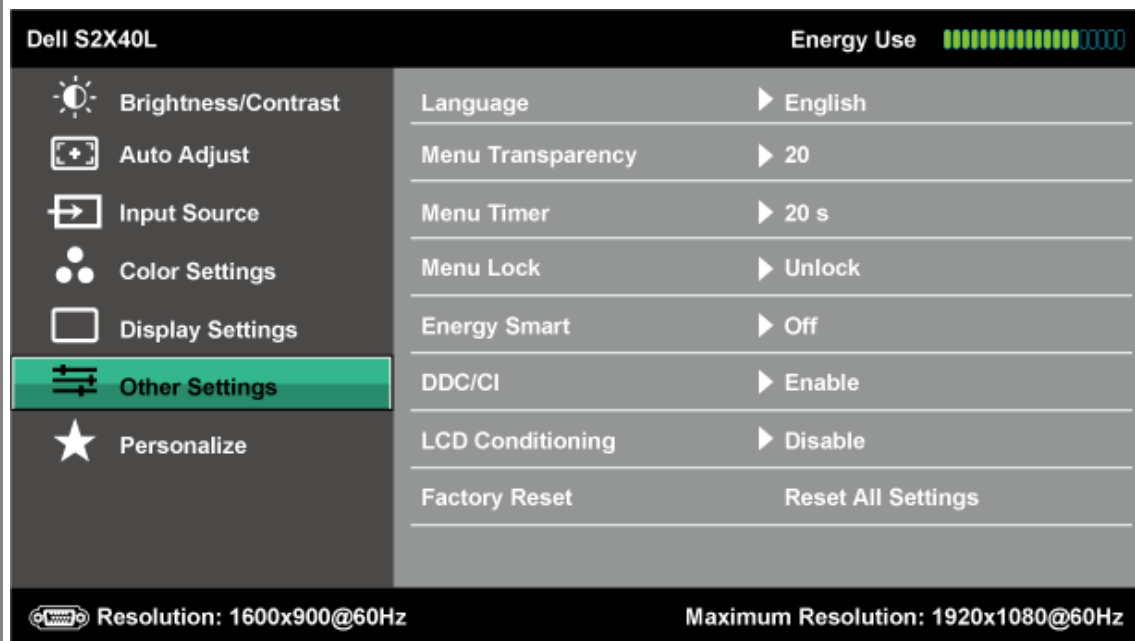 Dell S2X40L Energy Use
Brightness/Contrast
Auto Adjust
Input Source
Color Settings
Display Settings
Other Settings
Personalize
Language English
Menu Transparency 20
Menu Timer 20 s
Menu Lock Unlock
Energy Smart Off
DDC/CI Enable
LCD Conditioning Disable
Factory Reset Reset All Settings
Resolution: 1600x900@60Hz Maximum Resolution: 1920x1080@60Hz